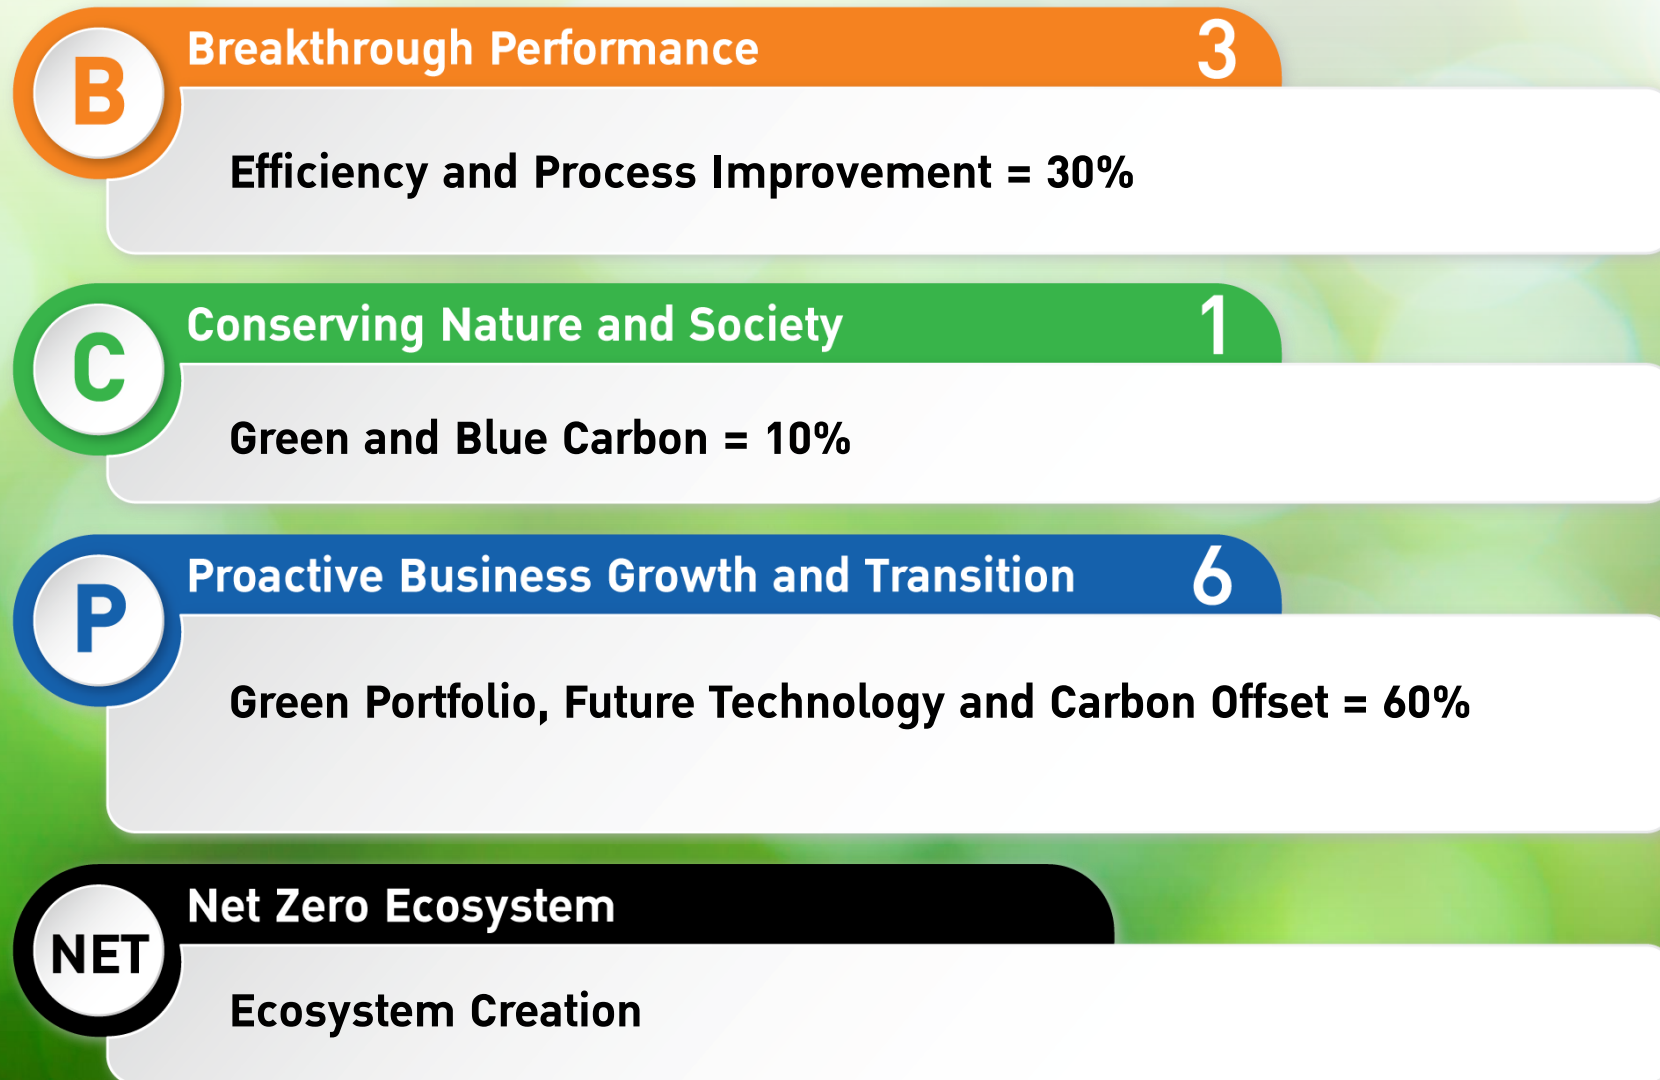 B
Breakthrough Performance 3
Efficiency and Process Improvement = 30%
C
Conserving Nature and Society 1
Green and Blue Carbon = 10%
P
Proactive Business Growth and Transition 6
Green Portfolio, Future Technology and Carbon Offset = 60%
NET
Net Zero Ecosystem
Ecosystem Creation